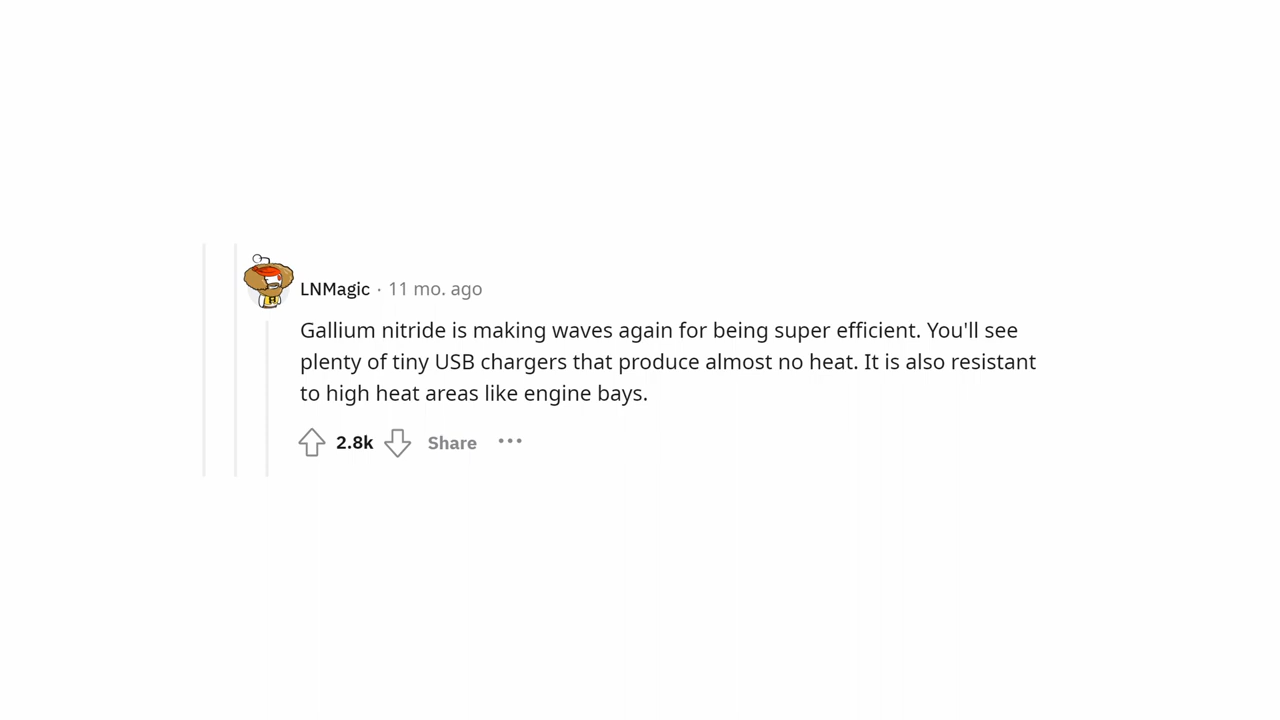 LNMagic · 11 mo. ago
Gallium nitride is making waves again for being super efficient. You'll see
plenty of tiny USB chargers that produce almost no heat. It is also resistant
to high heat areas like engine bays.
2.8k Share ...